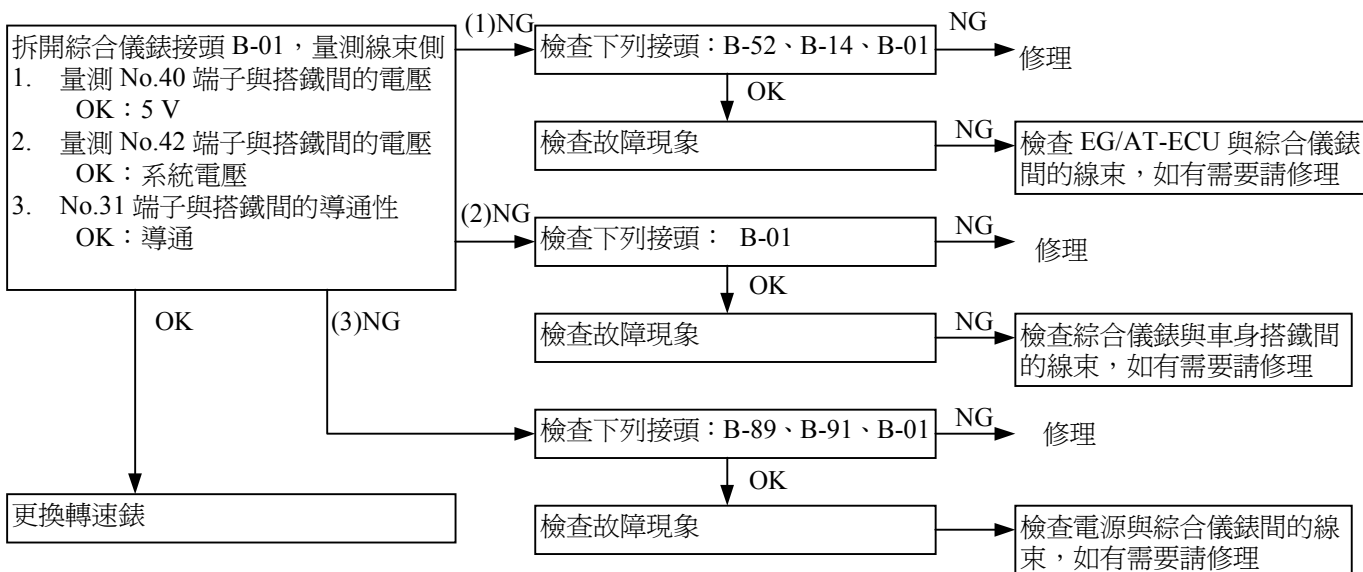 拆開綜合儀錶接頭 B-01，量測線束側
1. 量測 No.40 端子與搭鐵間的電壓
OK：5 V
2. 量測 No.42 端子與搭鐵間的電壓
OK：系統電壓
3. No.31 端子與搭鐵間的導通性
OK：導通
(1)NG
檢查下列接頭：B-52、B-14、B-01
NG
修理
OK
檢查故障現象
NG
檢查 EG/AT-ECU 與綜合儀錶
間的線束，如有需要請修理
(2)NG
檢查下列接頭： B-01
NG
修理
OK
檢查故障現象
NG
檢查綜合儀錶與車身搭鐵間
的線束，如有需要請修理
OK
(3)NG
檢查下列接頭：B-89、B-91、B-01
NG
修理
OK
更換轉速錶
檢查故障現象
檢查電源與綜合儀錶間的線
束，如有需要請修理